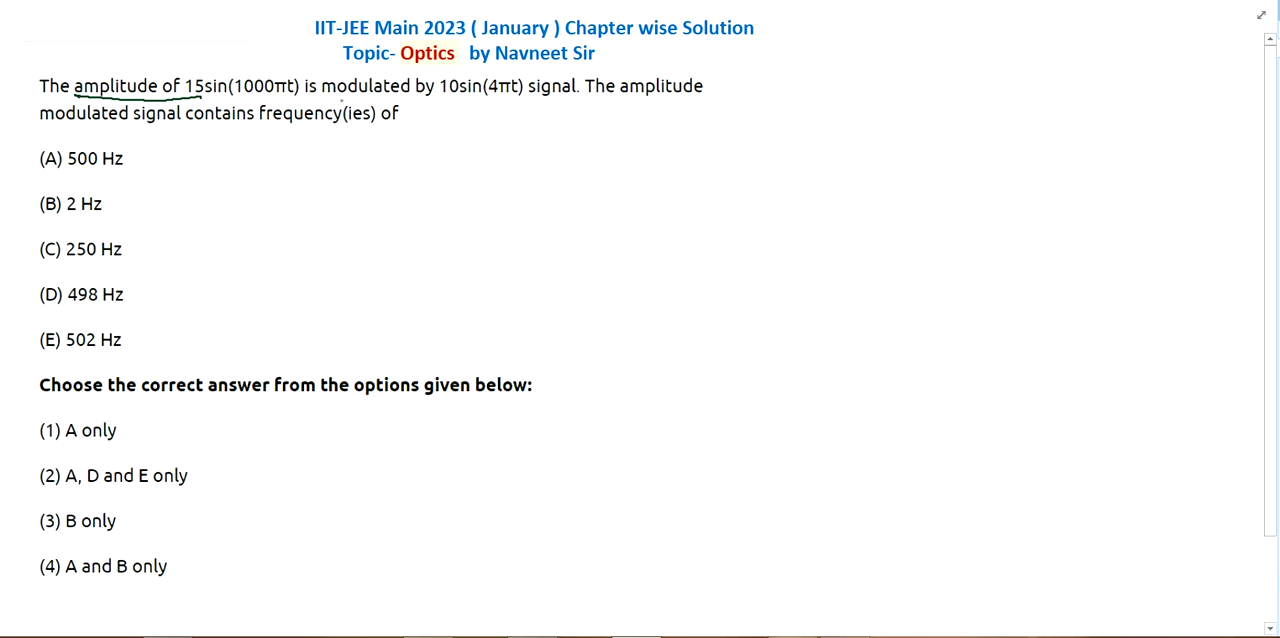 IIT-JEE Main 2023 ( January ) Chapter wise Solution
Topic- Optics by Navneet Sir
The amplitude of 15sin(1000πt) is modulated by 10sin(4πt) signal. The amplitude
modulated signal contains frequency(ies) of
(A) 500 Hz
(B) 2 Hz
(C) 250 Hz
(D) 498 Hz
(E) 502 Hz
Choose the correct answer from the options given below:
(1) A only
(2) A, D and E only
(3) B only
(4) A and B only